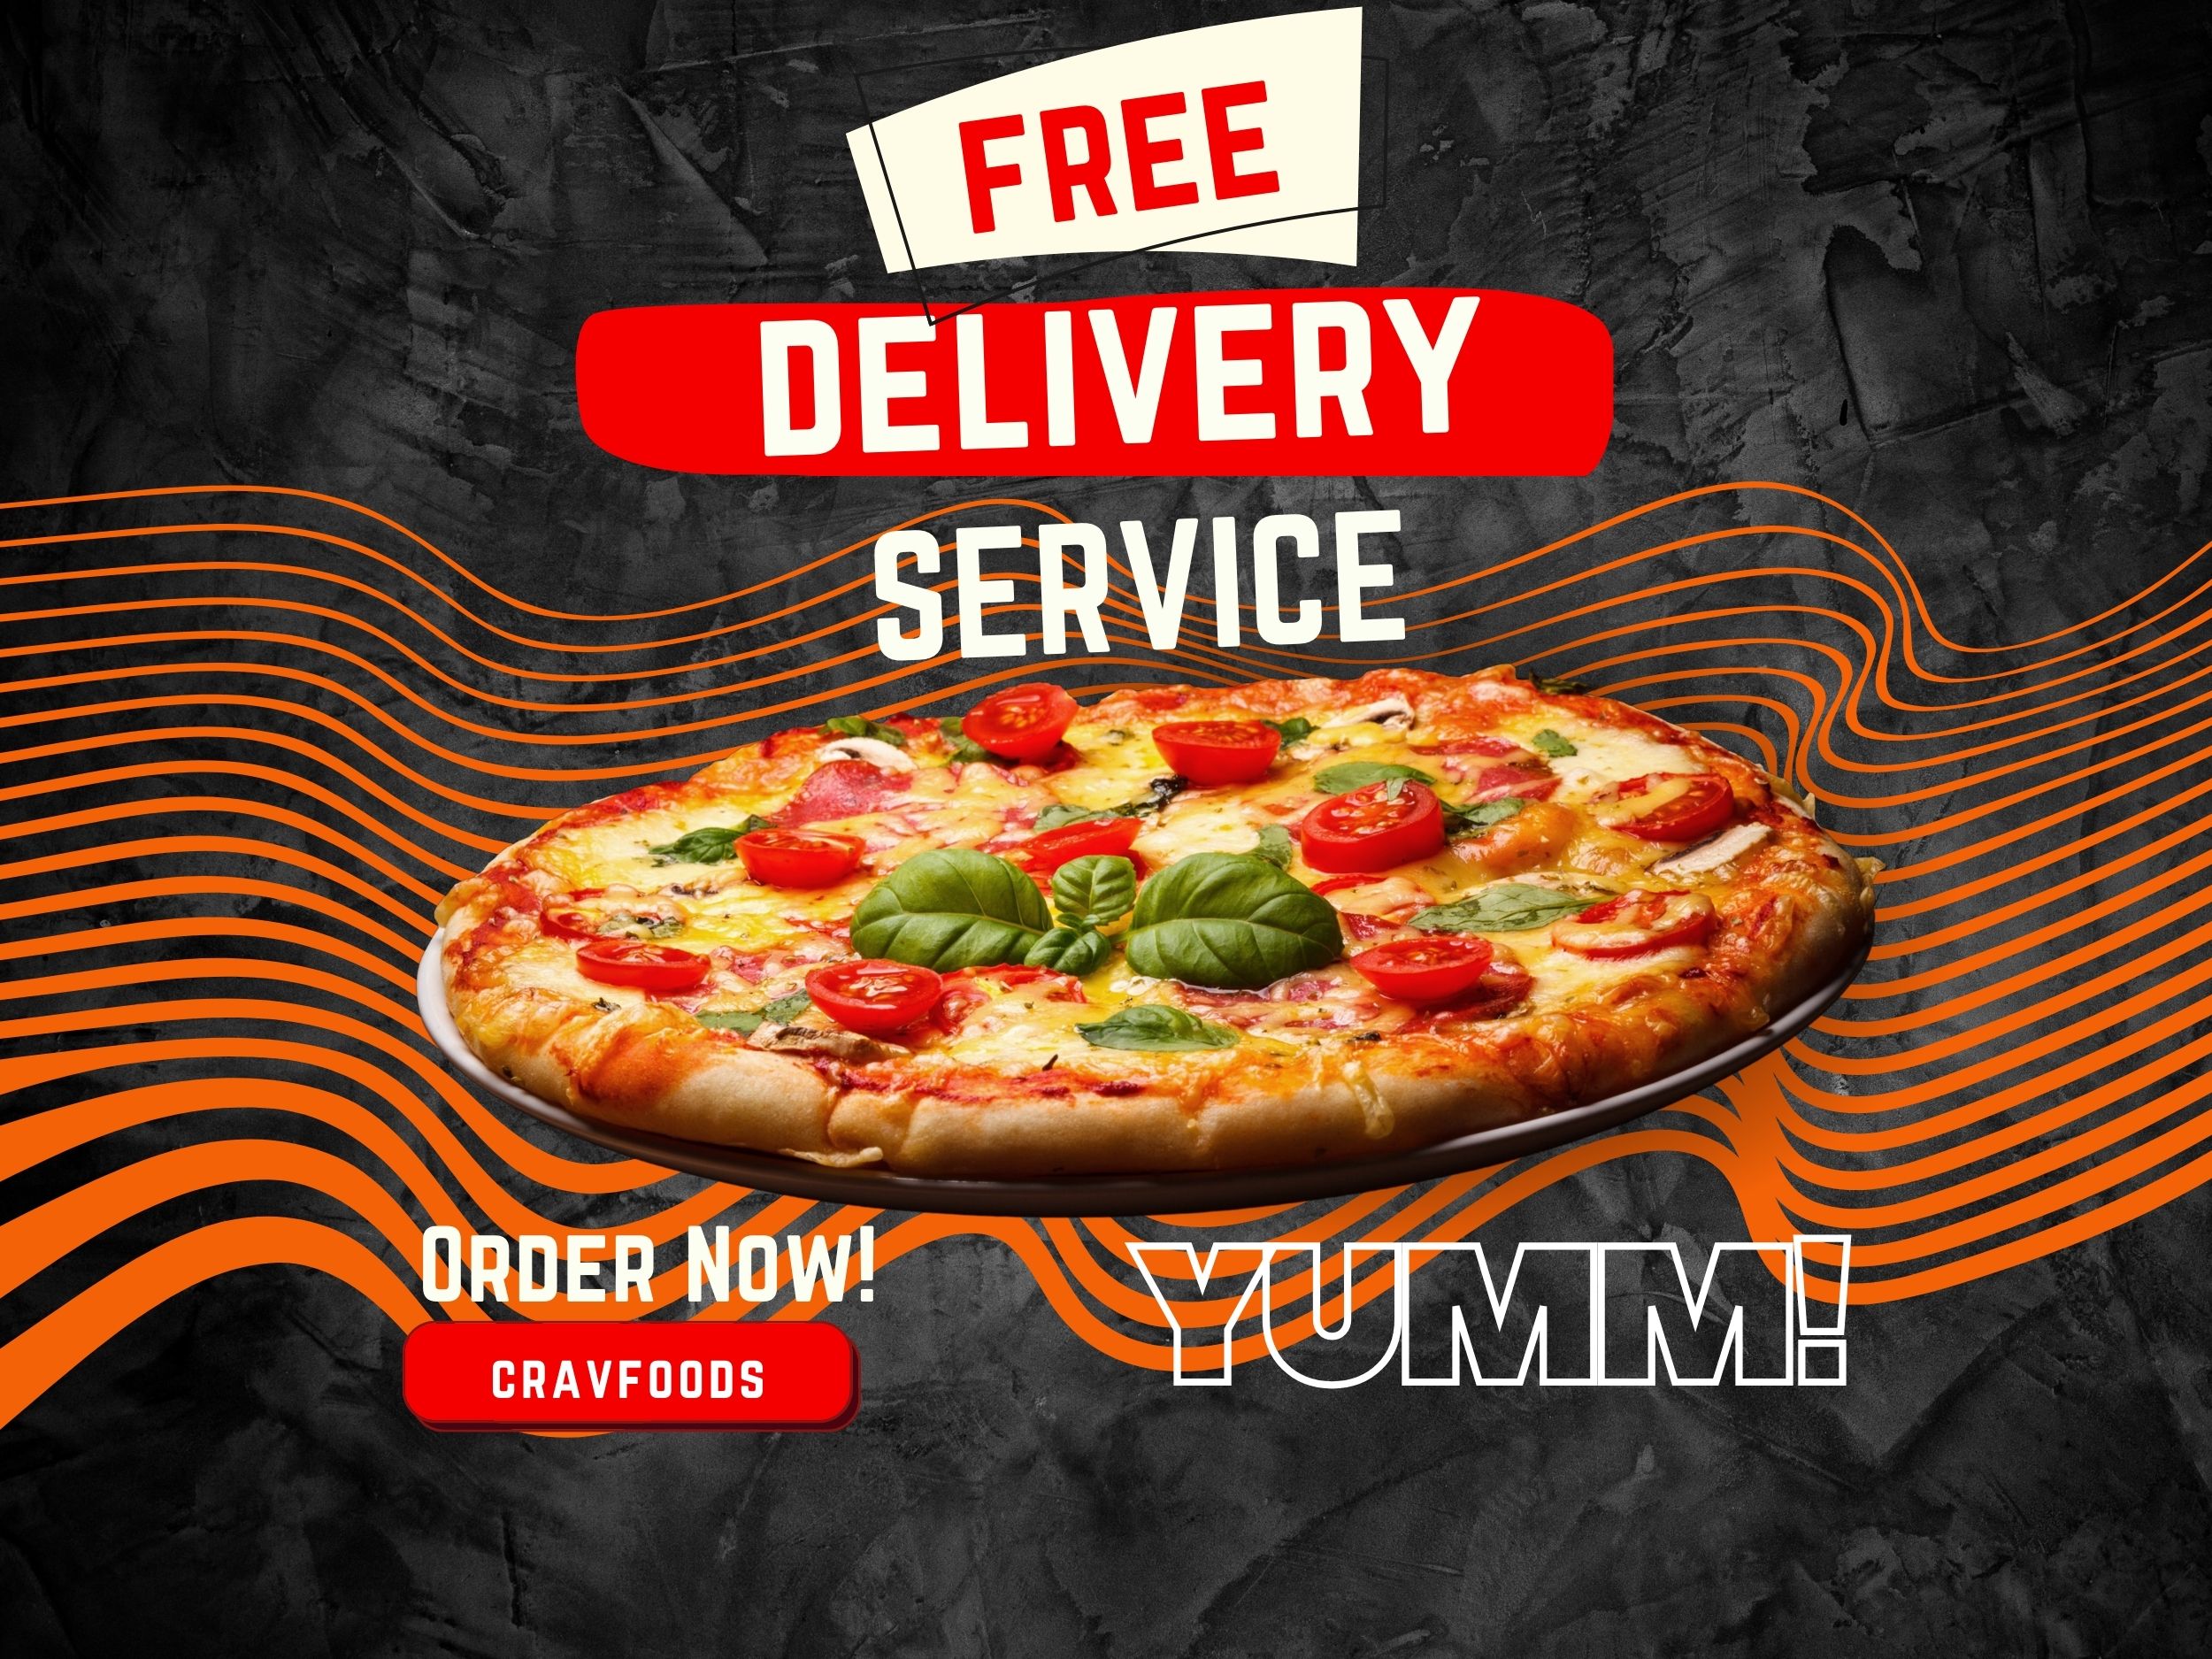 FREE
DELIVERY
SERVICE
ORDER NOW!
CRAVFOODS
YUMM!